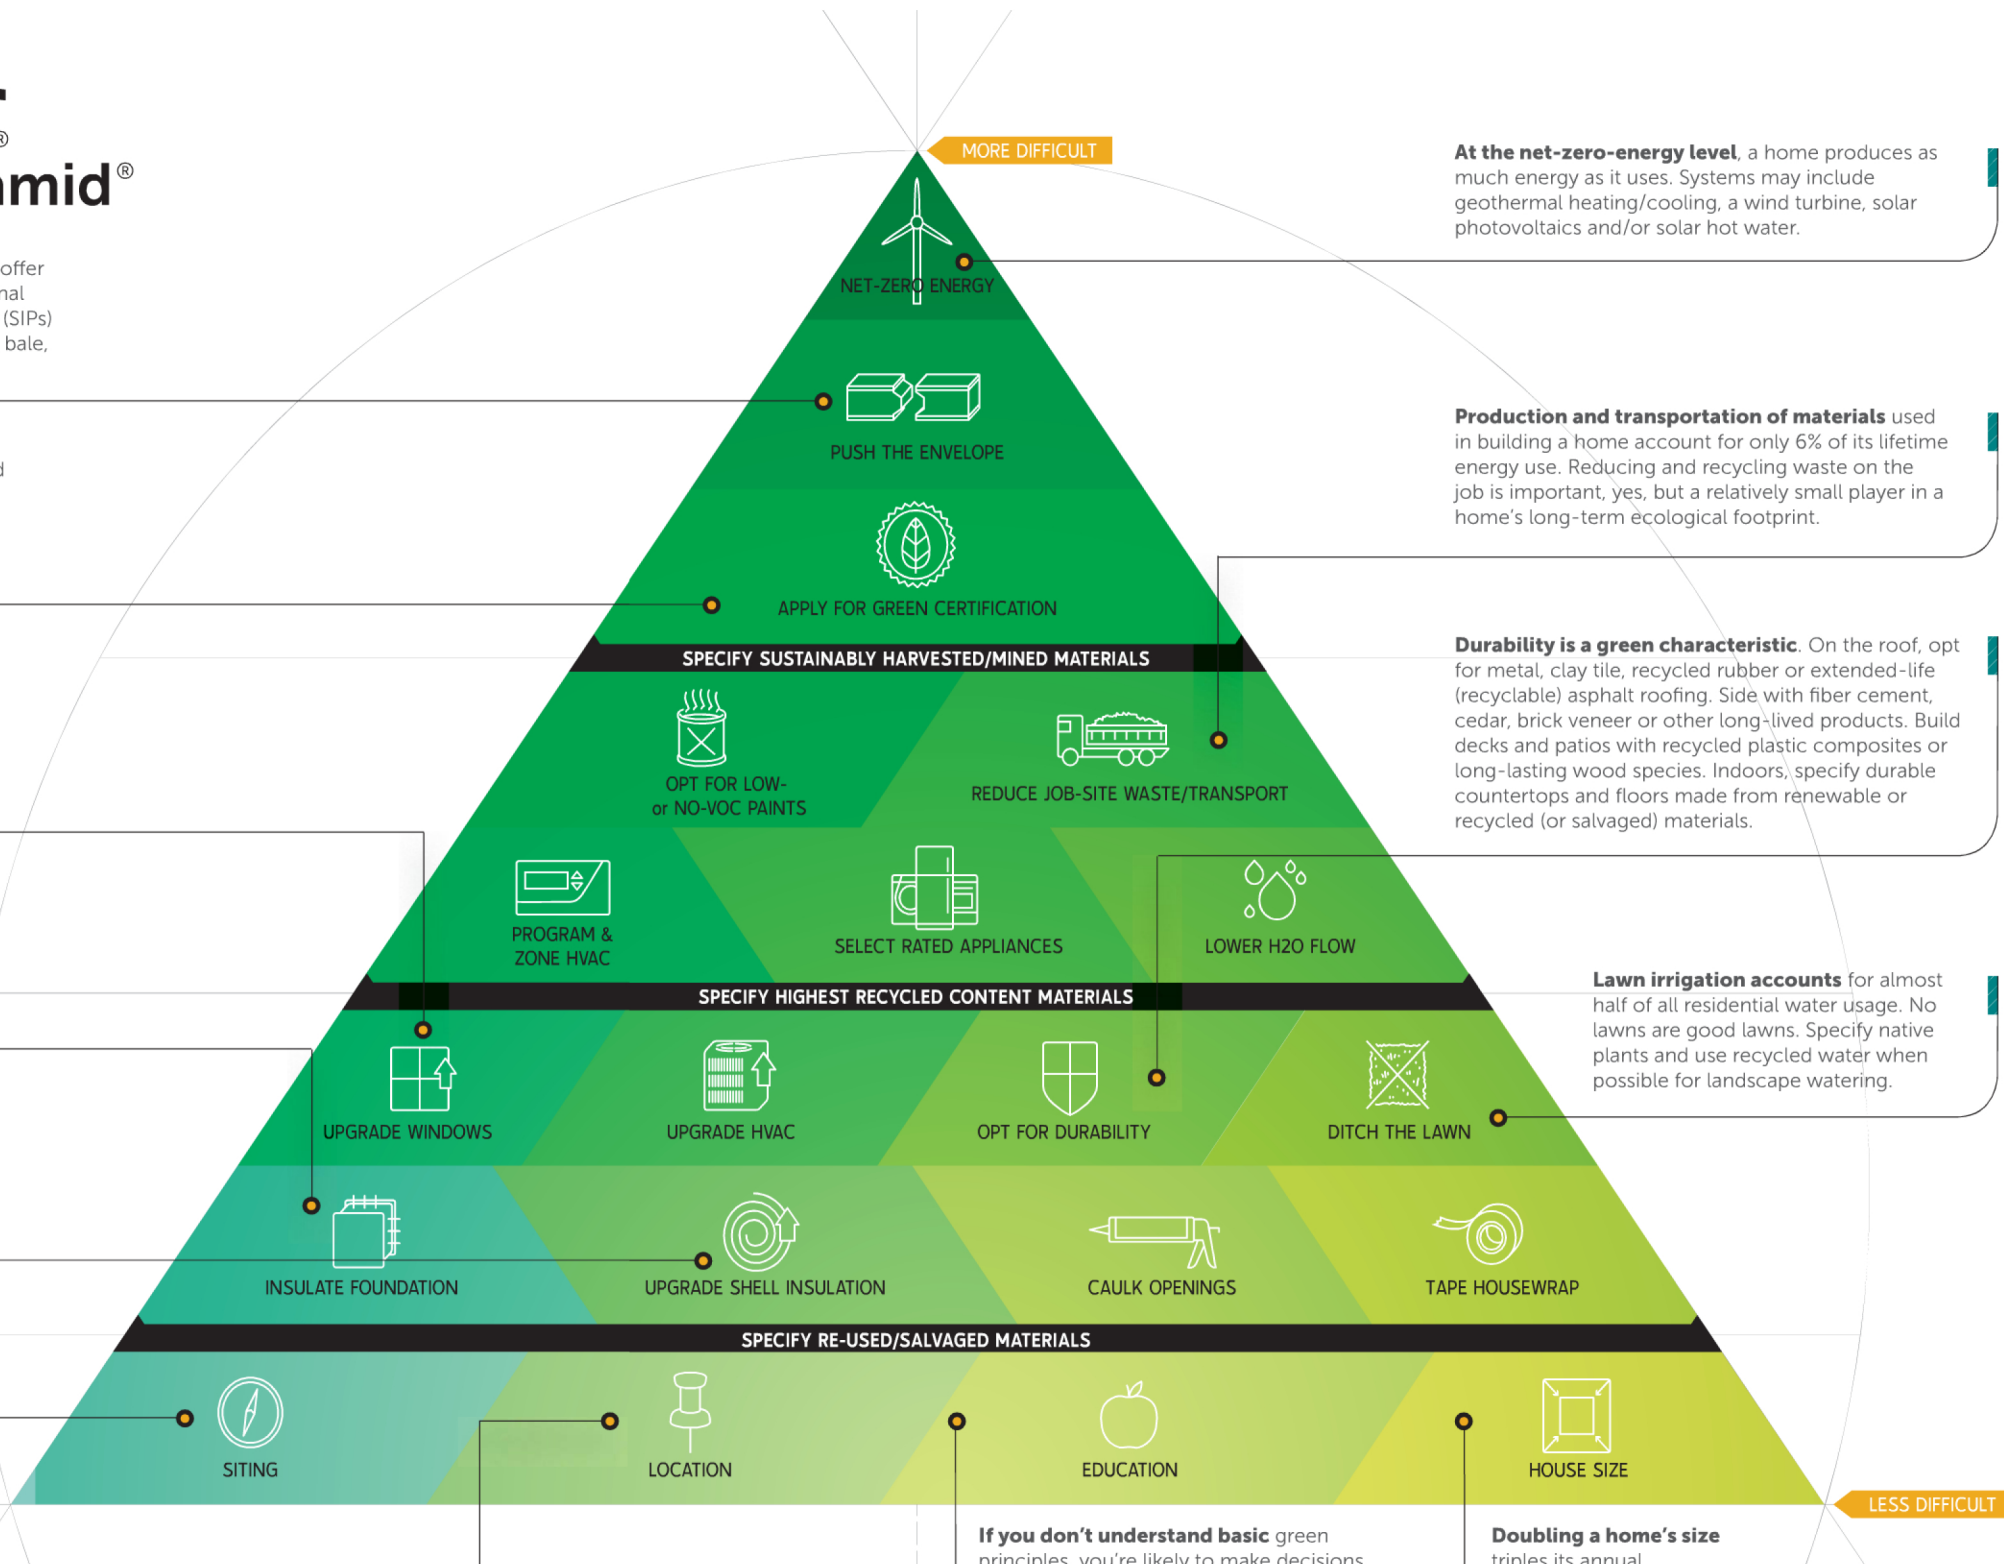 ®
®
MORE DIFFICULT
At the net-zero-energy level, a home produces as
much energy as it uses. Systems may include
geothermal heating/cooling, a wind turbine, solar
photovoltaics and/or solar hot water.
offer
(SIPs)
bale,
NET-ZERO ENERGY
PUSH THE ENVELOPE
Production and transportation of materials used
in building a home account for only 6% of its lifetime
energy use. Reducing and recycling waste on the
job is important, yes, but a relatively small player in a
home's long-term ecological footprint.
APPLY FOR GREEN CERTIFICATION
SPECIFY SUSTAINABLY HARVESTED/MINED MATERIALS
Durability is a green characteristic. On the roof, opt
for metal, clay tile, recycled rubber or extended-life
(recyclable) asphalt roofing. Side with fiber cement,
cedar, brick veneer or other long-lived products. Build
decks and patios with recycled plastic composites or
long-lasting wood species. Indoors, specify durable
countertops and floors made from renewable or
recycled (or salvaged) materials.
OPT FOR LOW-
or NO-VOC PAINTS
REDUCE JOB-SITE WASTE/TRANSPORT
PROGRAM &
ZONE HVAC
SELECT RATED APPLIANCES
LOWER H2O FLOW
SPECIFY HIGHEST RECYCLED CONTENT MATERIALS
Lawn irrigation accounts for almost
half of all residential water usage. No
lawns are good lawns. Specify native
plants and use recycled water when
possible for landscape watering.
UPGRADE WINDOWS
UPGRADE HVAC
OPT FOR DURABILITY
DITCH THE LAWN
INSULATE FOUNDATION
UPGRADE SHELL INSULATION
CAULK OPENINGS
TAPE HOUSEWRAP
SPECIFY RE-USED/SALVAGED MATERIALS
SITING
LOCATION
EDUCATION
HOUSE SIZE
LESS DIFFICULT
If you don't understand basic green
principles, you're likely to make decisions
Doubling a home's size
triples its annual